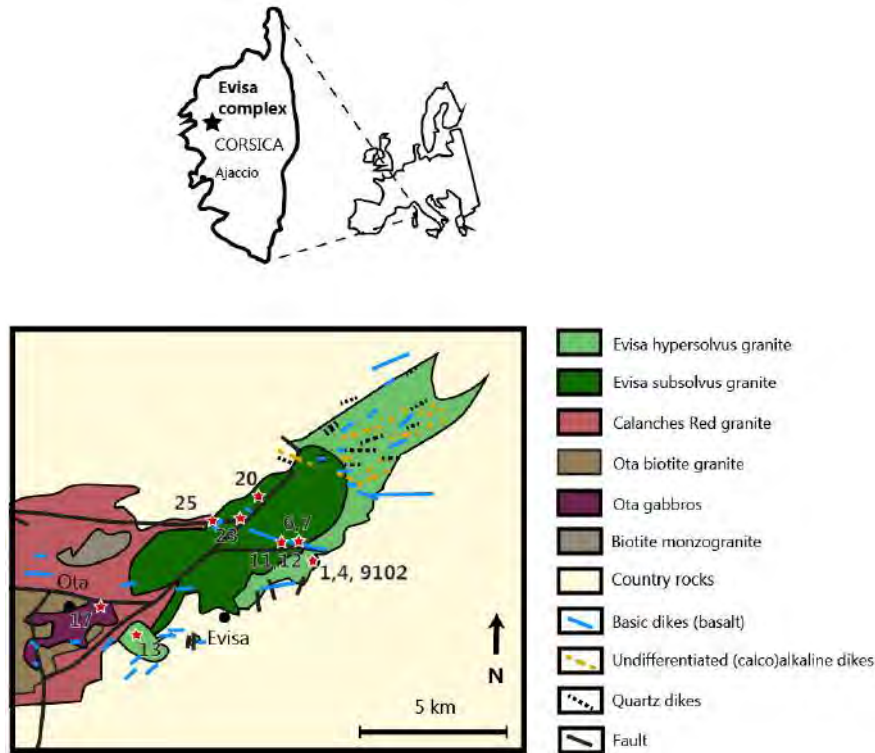 Evisa
complex
CORSICA
Ajaccio
Evisa hypersolvus granite
Evisa subsolvus granite
Calanches Red granite
Ota biotite granite
Ota gabbros
Biotite monzogranite
Country rocks
Basic dikes (basalt)
Undifferentiated (calco)alkaline dikes
Quartz dikes
Fault
20
25
23
6,7
11,12
1,4, 9102
Ota
17
13
Evisa
N
5 km